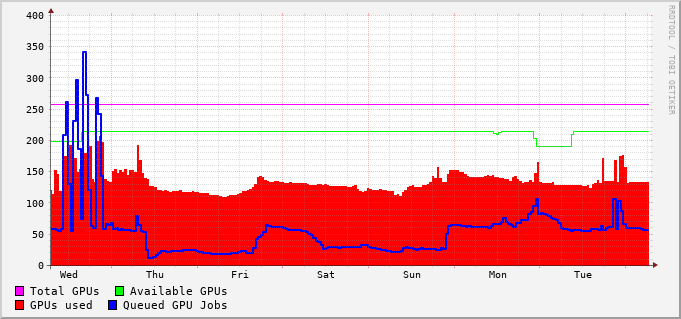 400
350
300
250
200
150
100
50
0
Wed Thu Fri Sat Sun Mon Tue
Total GPUs Available GPUs
GPUs used Queued GPU Jobs
RRDTOOL / TOBI OETIKER